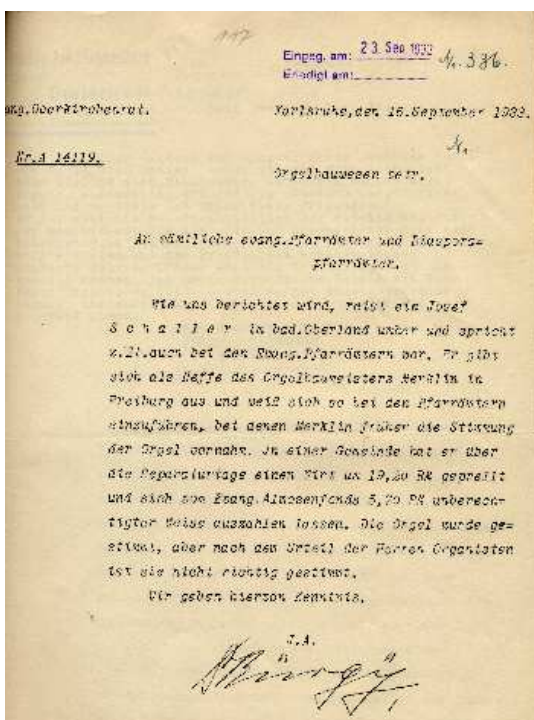 117
Eingeg. am: 23. Sep 1933
Erledigt am:
Evang.Oberkirchenrat.
Karlsruhe,den 16.September 1933.
Nr.A 14119.
Orgelbauwesen betr.
An sämtliche evang.Pfarrämter und Diaspora=
pfarrämter.
Wie uns berichtet wird, reist ein Josef
S c h a l l e r im bad.Oberland umher und spricht
z.Zt.auch bei den Evang.Pfarrämtern vor. Er gibt
sich als Neffe des Orgelbaumeisters Merklin in
Freiburg aus und weiß sich so bei den Pfarrämtern
einzuführen, bei denen Merklin früher die Stimmung
der Orgel vornahm. In einer Gemeinde hat er über
die Reparaturtage einen Wirt um 19,20 RM geprellt
und sich vom Evang.Almosenfonds 5,70 RM unberech-
tigter Weise auszahlen lassen. Die Orgel wurde ge=
stimmt, aber nach dem Urteil der Herren Organisten
ist sie nicht richtig gestimmt.
Wir geben hiervon Kenntnis.
J.A.